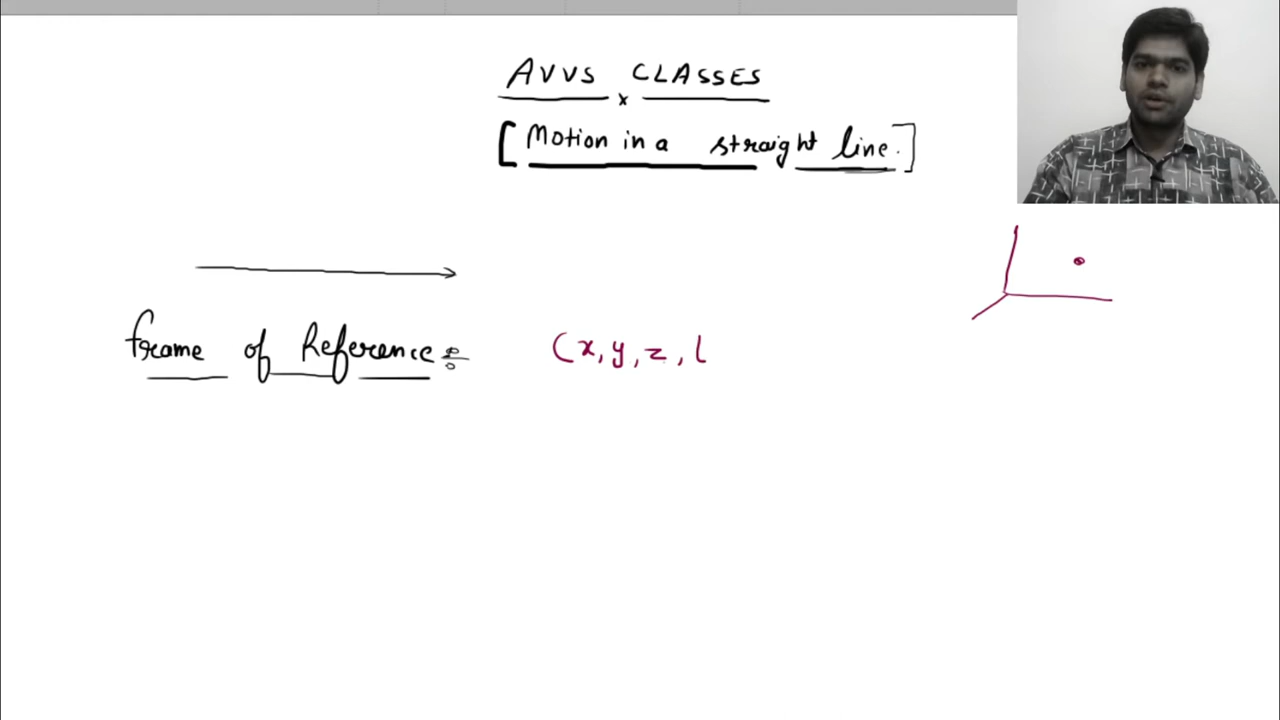 AVVS CLASSES
x
[Motion in a straight line.]
Frame of Reference:
(x, y, z, l